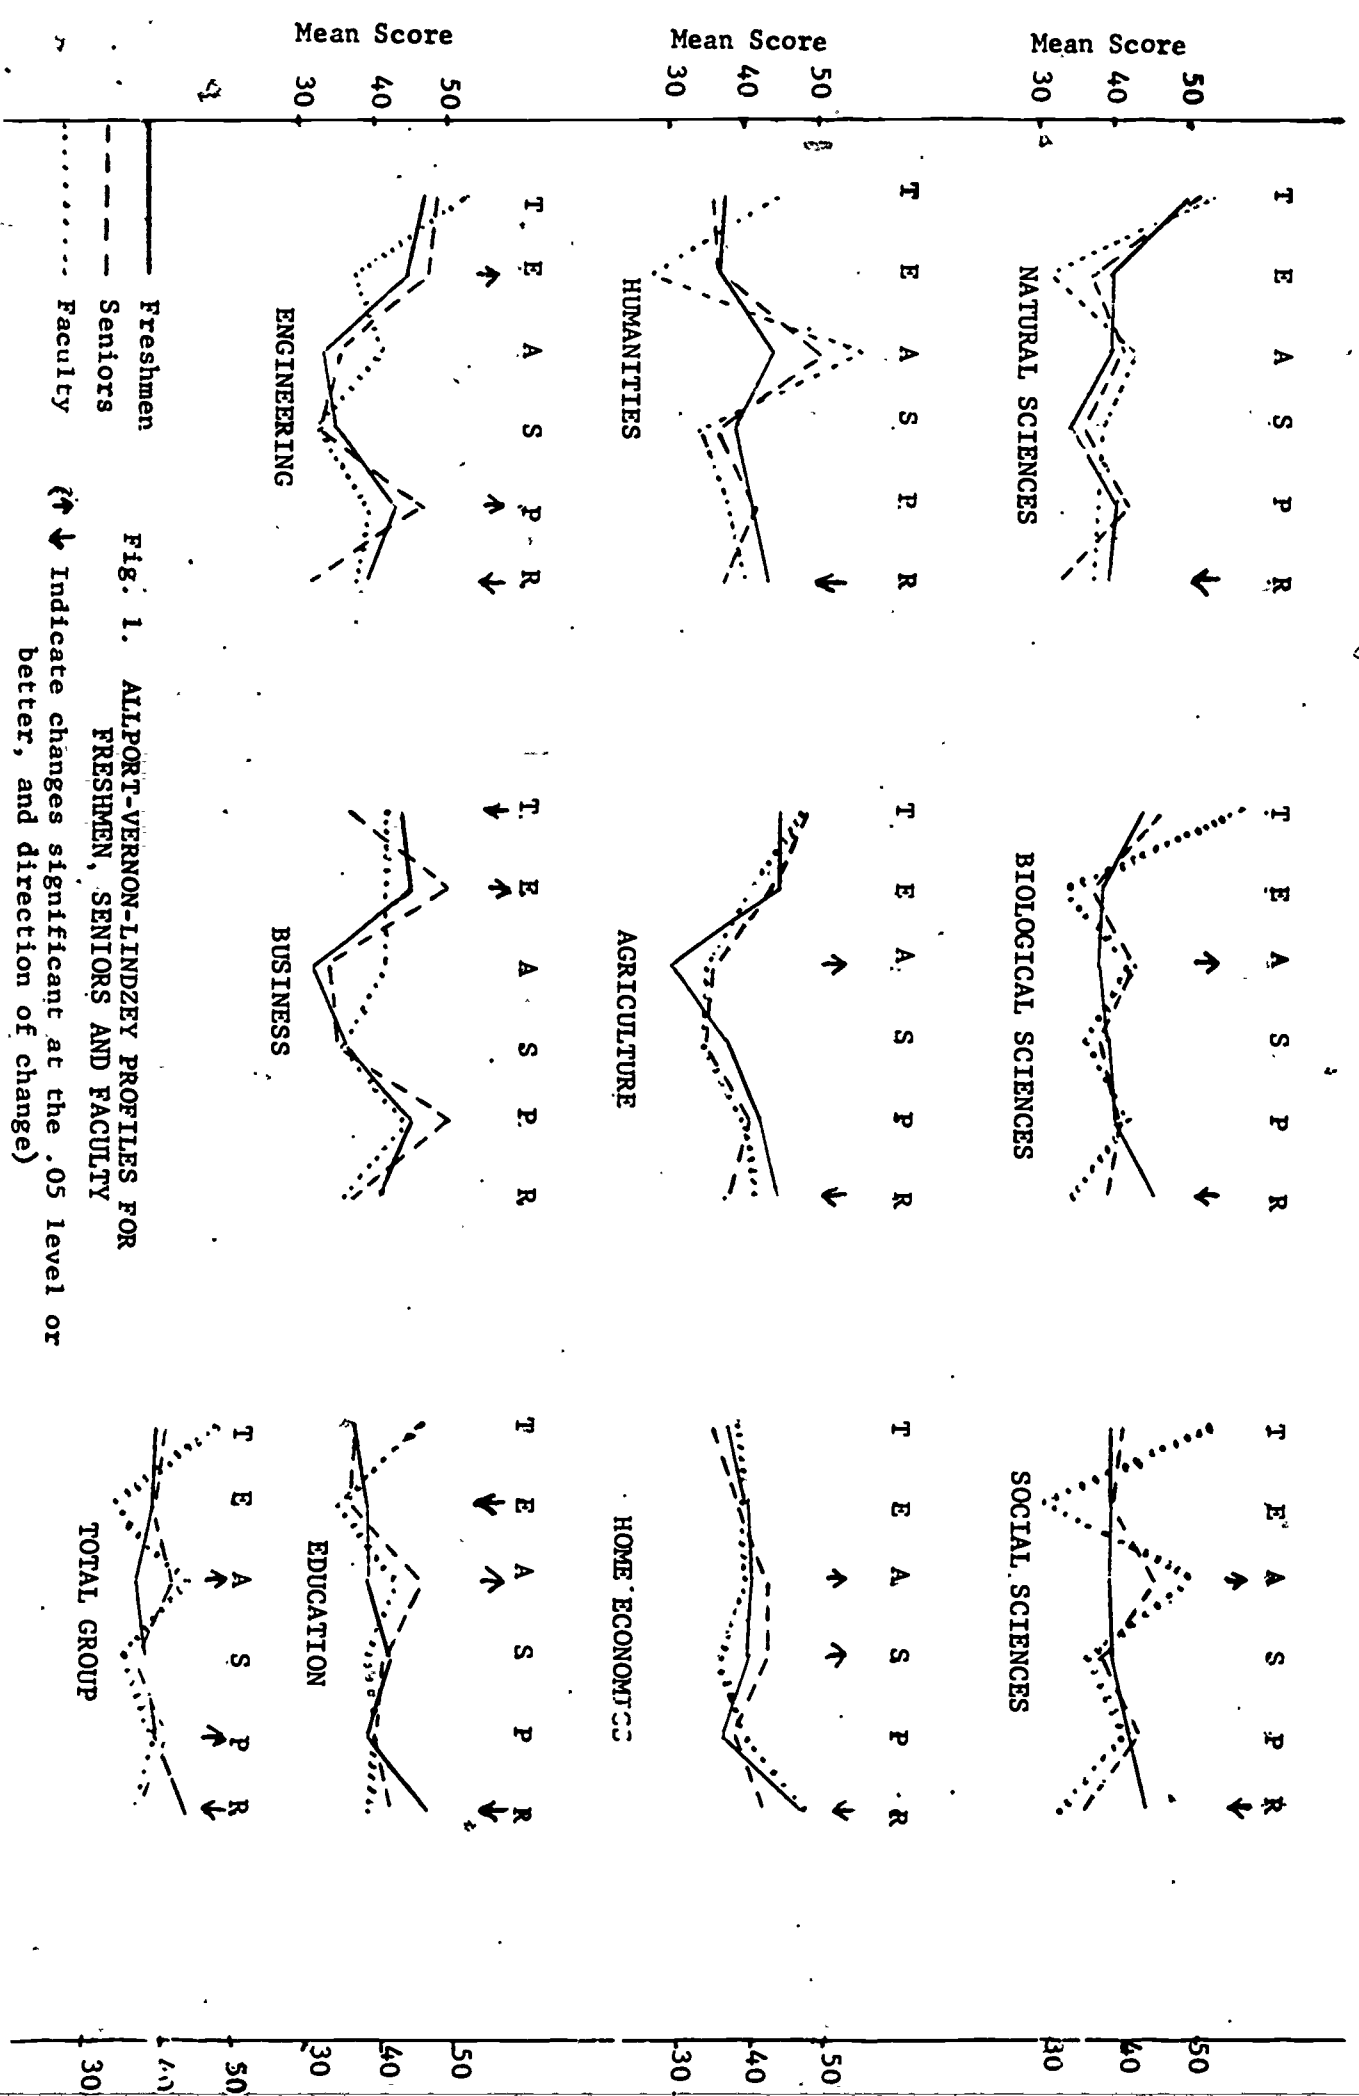 Mean Score
50
40
30
T E A S P R
NATURAL SCIENCES
T E A S P R
BIOLOGICAL SCIENCES
T E A S P R
SOCIAL SCIENCES
50
40
30
Mean Score
50
40
30
T E A S P R
HUMANITIES
T E A S P R
AGRICULTURE
T E A S P R
HOME ECONOMICS
50
40
30
Mean Score
50
40
30
T E A S P R
ENGINEERING
T E A S P R
BUSINESS
T E A S P R
EDUCATION
50
40
30
T E A S P R
TOTAL GROUP
50
40
30
Freshmen
Seniors
Faculty
Fig. 1. ALLPORT-VERNON-LINDZEY PROFILES FOR
FRESHMEN, SENIORS AND FACULTY
(↑ ↓ Indicate changes significant at the .05 level or
better, and direction of change)